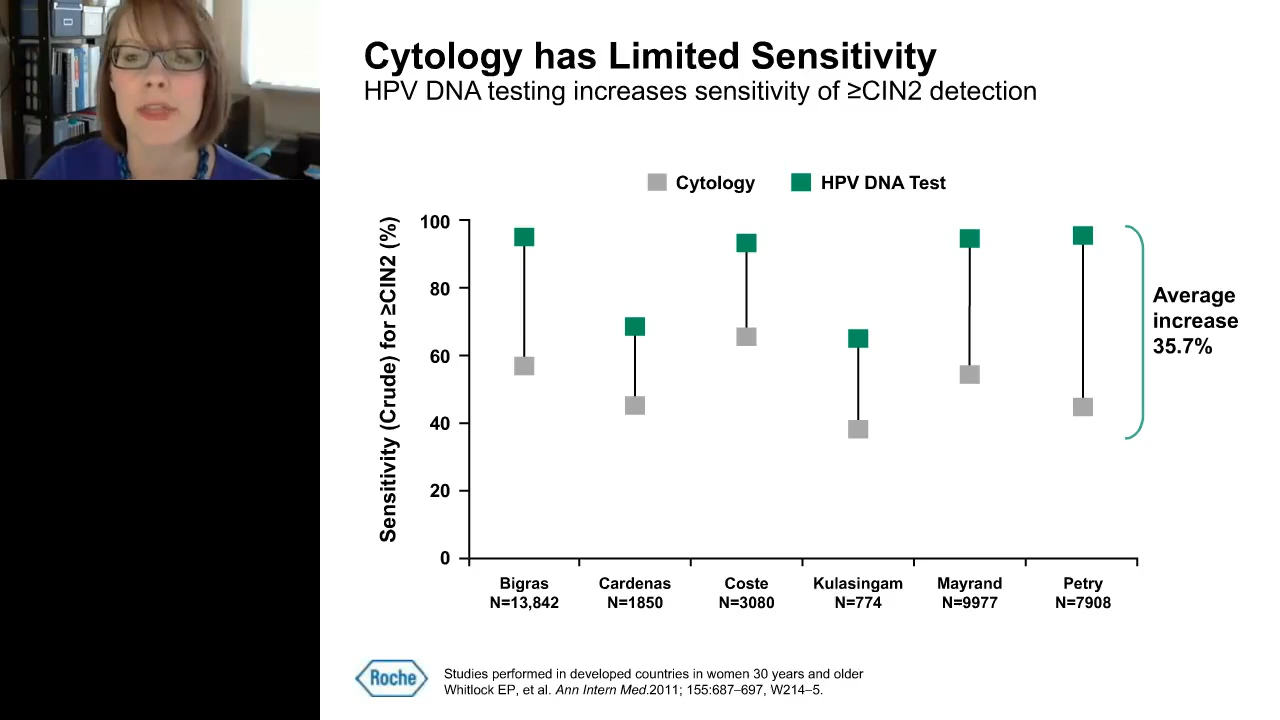 Cytology has Limited Sensitivity
HPV DNA testing increases sensitivity of ≥CIN2 detection
Cytology
HPV DNA Test
Sensitivity (Crude) for ≥CIN2 (%)
100
80
60
40
20
0
Average
increase
35.7%
Bigras
N=13,842
Cardenas
N=1850
Coste
N=3080
Kulasingam
N=774
Mayrand
N=9977
Petry
N=7908
Roche
Studies performed in developed countries in women 30 years and older
Whitlock EP, et al. Ann Intern Med.2011; 155:687–697, W214–5.